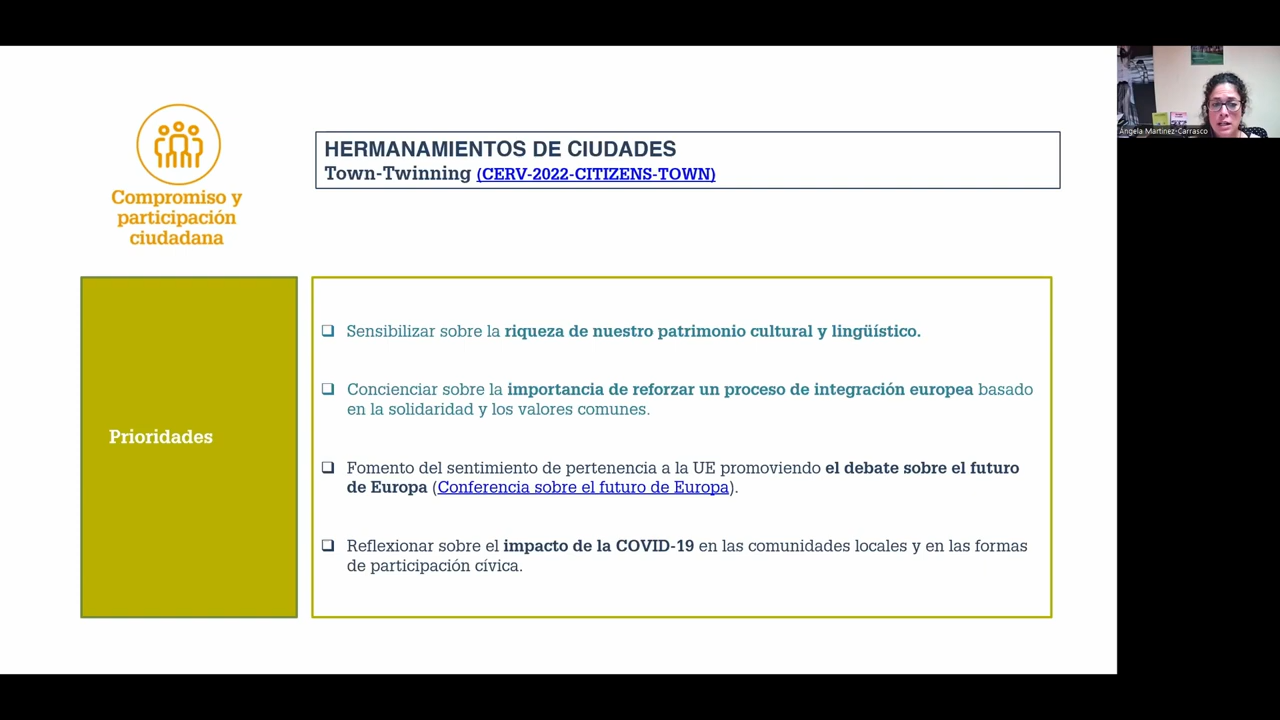 HERMANAMIENTOS DE CIUDADES
Town-Twinning (CERV-2022-CITIZENS-TOWN)
Compromiso y
participación
ciudadana
Prioridades
❑ Sensibilizar sobre la riqueza de nuestro patrimonio cultural y lingüístico.
❑ Concienciar sobre la importancia de reforzar un proceso de integración europea basado
en la solidaridad y los valores comunes.
❑ Fomento del sentimiento de pertenencia a la UE promoviendo el debate sobre el futuro
de Europa (Conferencia sobre el futuro de Europa).
❑ Reflexionar sobre el impacto de la COVID-19 en las comunidades locales y en las formas
de participación cívica.
Ángela Martínez-Carrasco